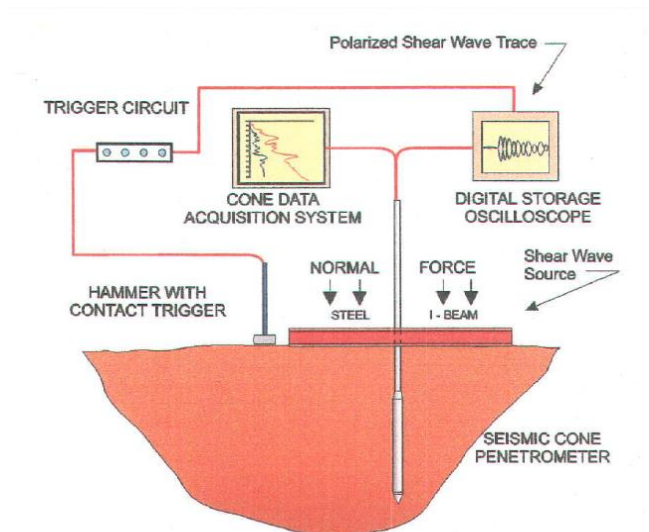 Polarized Shear Wave Trace
TRIGGER CIRCUIT
CONE DATA
ACQUISITION SYSTEM
DIGITAL STORAGE
OSCILLOSCOPE
NORMAL FORCE
Shear Wave
Source
HAMMER WITH
CONTACT TRIGGER
STEEL I - BEAM
SEISMIC CONE
PENETROMETER